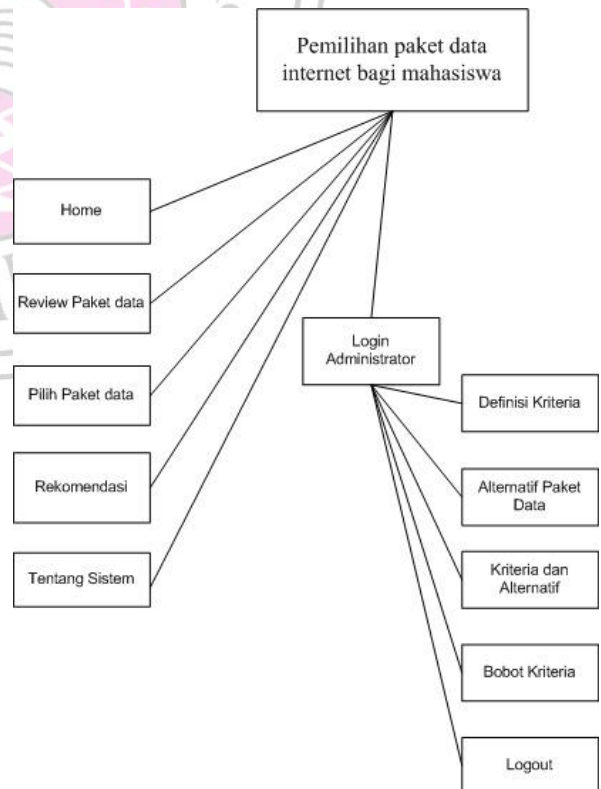 Pemilihan paket data
internet bagi mahasiswa
Home
Review Paket data
Pilih Paket data
Rekomendasi
Tentang Sistem
Login
Administrator
Definisi Kriteria
Alternatif Paket
Data
Kriteria dan
Alternatif
Bobot Kriteria
Logout